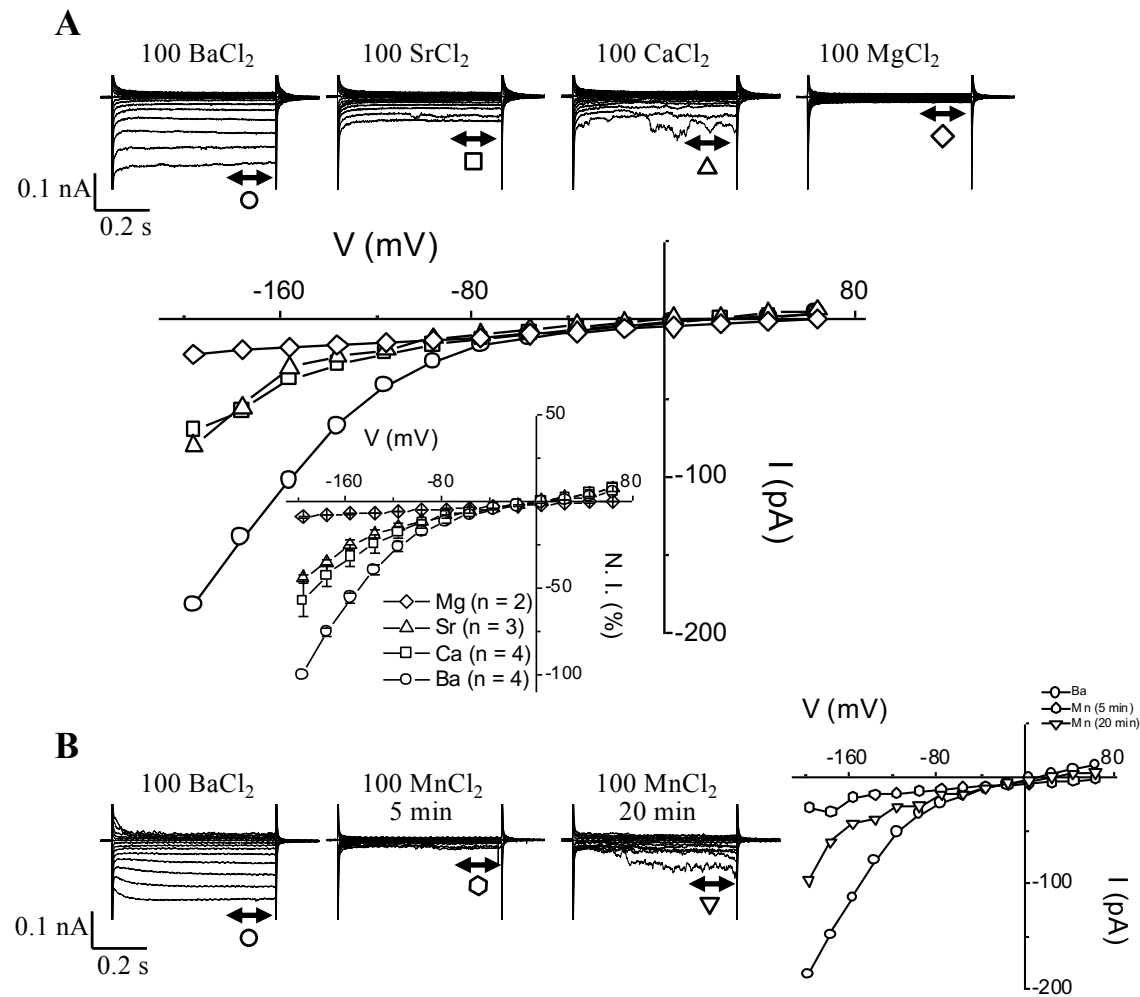 A
100 BaCl₂ 100 SrCl₂ 100 CaCl₂ 100 MgCl₂
0.1 nA
0.2 s
V (mV)
-160 -80 80
-100
-200
I (pA)
50
V (mV)
-160 -80 80
-50
-100
N. I. (%)
Mg (n = 2)
Sr (n = 3)
Ca (n = 4)
Ba (n = 4)
B
100 BaCl₂ 100 MnCl₂ 100 MnCl₂
5 min 20 min
0.1 nA
0.2 s
Ba
Mn (5 min)
Mn (20 min)
V (mV)
-160 -80 80
-100
-200
I (pA)